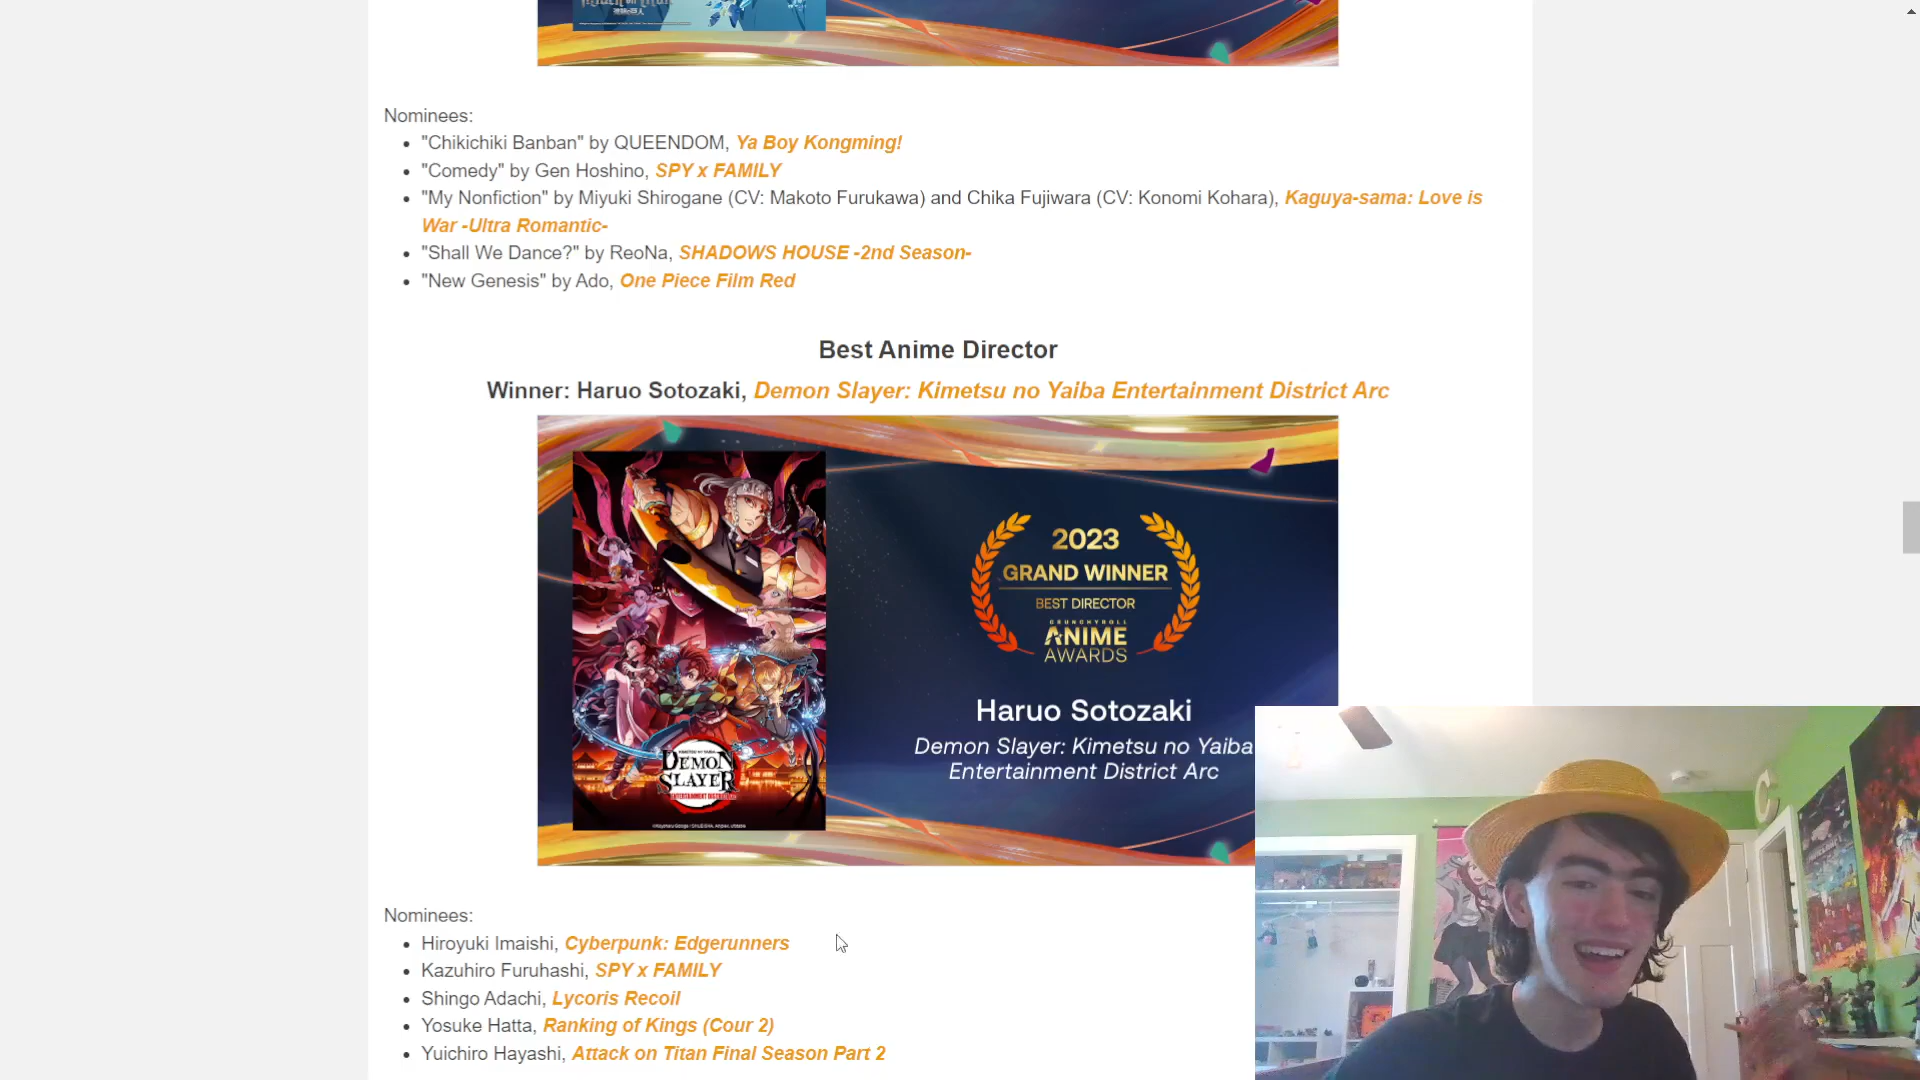 Nominees:
"Chikichiki Banban" by QUEENDOM, Ya Boy Kongming!
"Comedy" by Gen Hoshino, SPY x FAMILY
"My Nonfiction" by Miyuki Shirogane (CV: Makoto Furukawa) and Chika Fujiwara (CV: Konomi Kohara), Kaguya-sama: Love is
War -Ultra Romantic-
"Shall We Dance?" by ReoNa, SHADOWS HOUSE -2nd Season-
"New Genesis" by Ado, One Piece Film Red
Best Anime Director
Winner: Haruo Sotozaki, Demon Slayer: Kimetsu no Yaiba Entertainment District Arc
2023
GRAND WINNER
BEST DIRECTOR
CRUNCHYROLL
ANIME
AWARDS
Haruo Sotozaki
Demon Slayer: Kimetsu no Yaiba
Entertainment District Arc
KIMETSU NO YAIBA
DEMON
SLAYER
Nominees:
Hiroyuki Imaishi, Cyberpunk: Edgerunners
Kazuhiro Furuhashi, SPY x FAMILY
Shingo Adachi, Lycoris Recoil
Yosuke Hatta, Ranking of Kings (Cour 2)
Yuichiro Hayashi, Attack on Titan Final Season Part 2